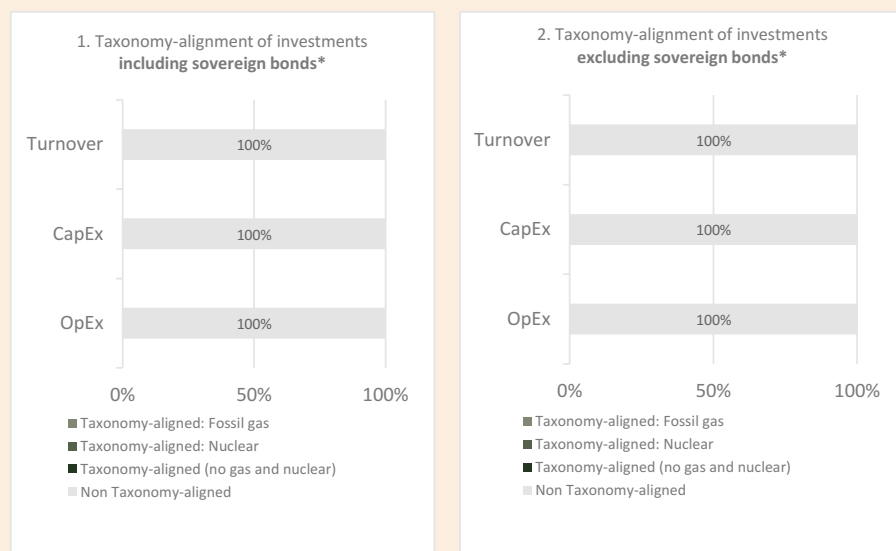 1. Taxonomy-alignment of investments
including sovereign bonds*
Turnover
100%
CapEx
100%
OpEx
100%
0%
50%
100%
Taxonomy-aligned: Fossil gas
Taxonomy-aligned: Nuclear
Taxonomy-aligned (no gas and nuclear)
Non Taxonomy-aligned
2. Taxonomy-alignment of investments
excluding sovereign bonds*
Turnover
100%
CapEx
100%
OpEx
100%
0%
50%
100%
Taxonomy-aligned: Fossil gas
Taxonomy-aligned: Nuclear
Taxonomy-aligned (no gas and nuclear)
Non Taxonomy-aligned